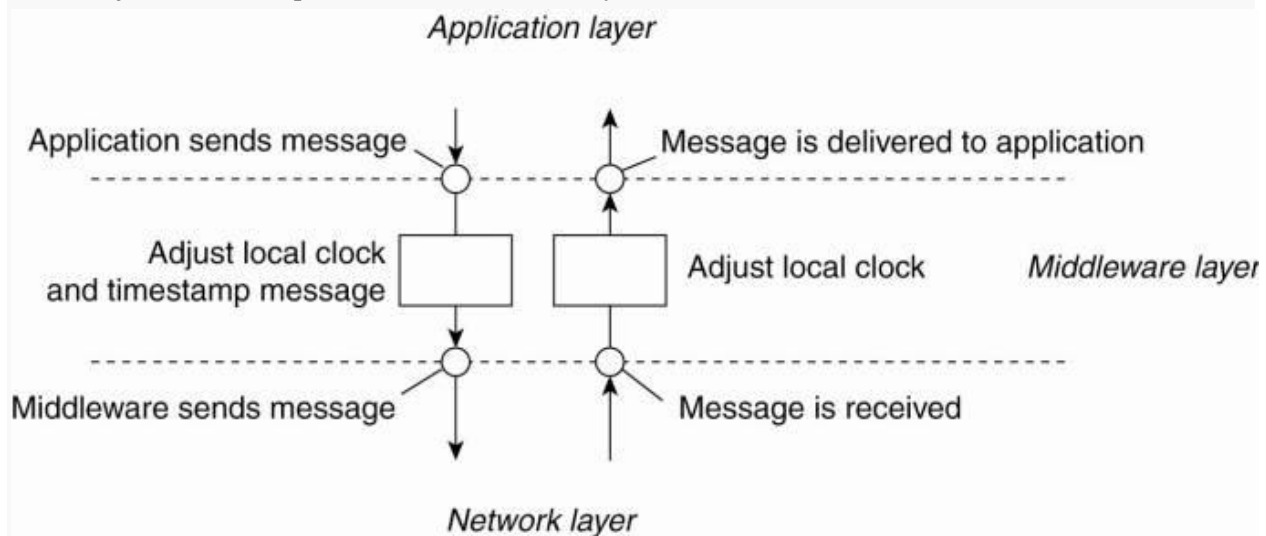 Application layer
Application sends message
Message is delivered to application
Adjust local clock
and timestamp message
Adjust local clock
Middleware layer
Middleware sends message
Message is received
Network layer